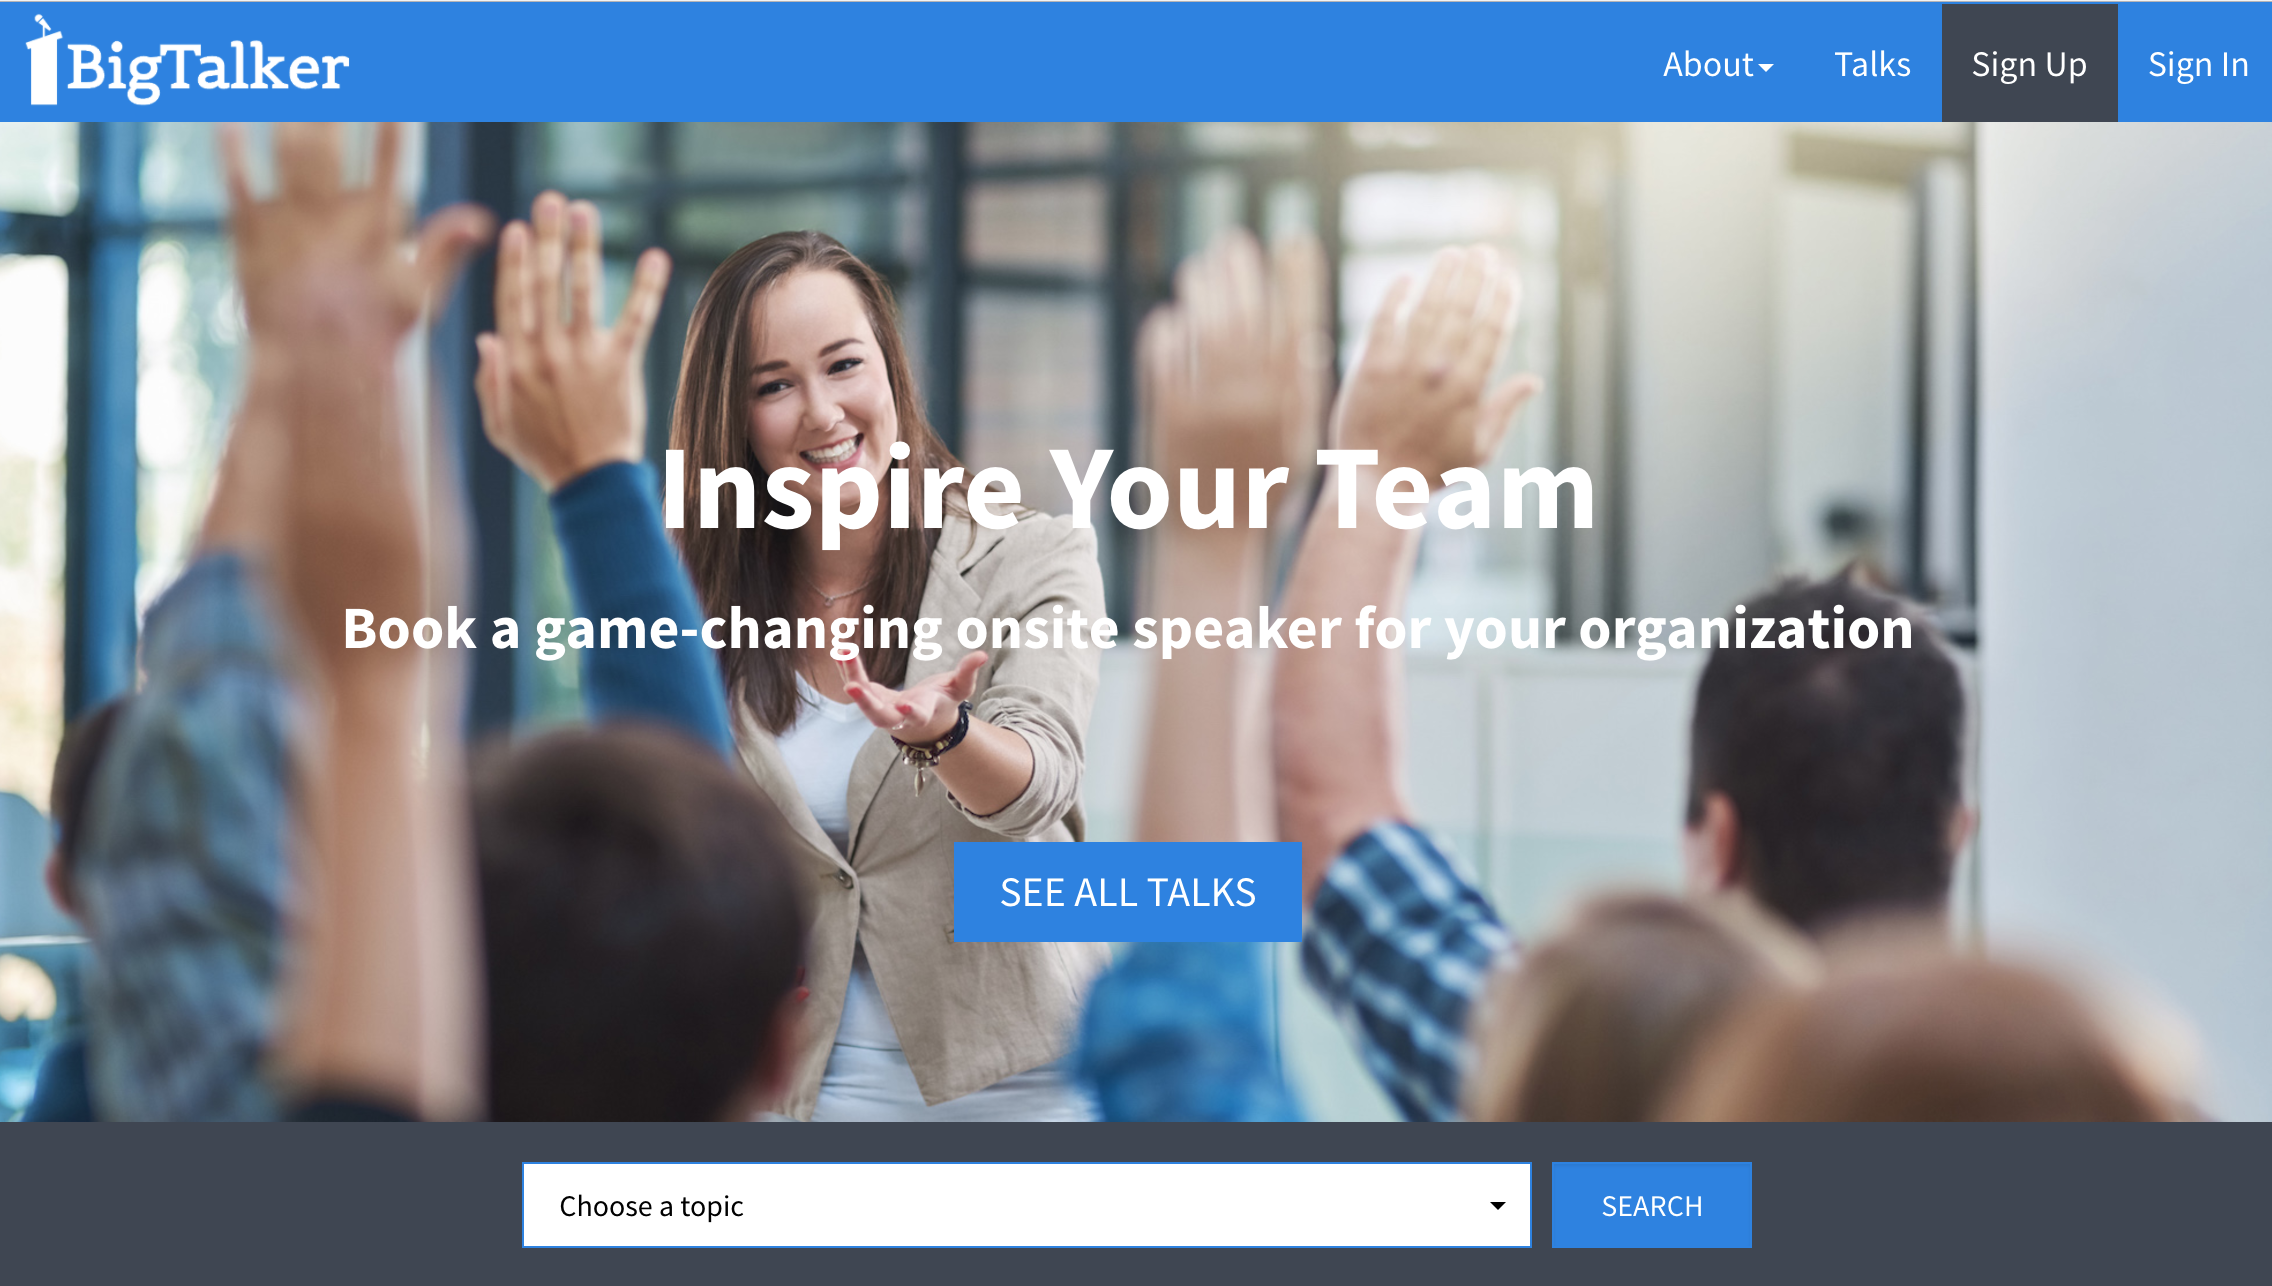 BigTalker
About
Talks
Sign Up
Sign In
Inspire Your Team
Book a game-changing onsite speaker for your organization
SEE ALL TALKS
Choose a topic
SEARCH